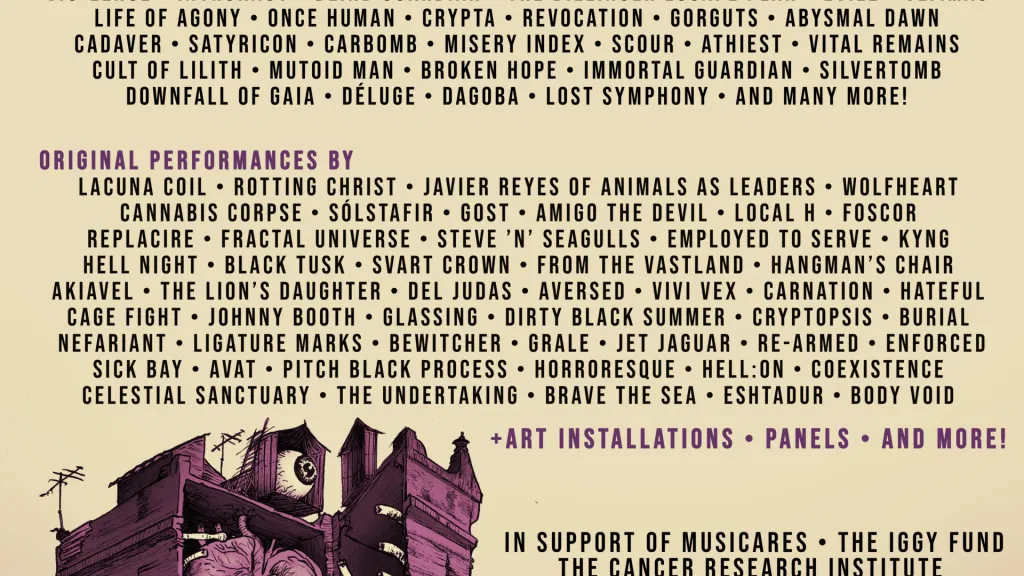 LIFE OF AGONY • ONCE HUMAN • CRYPTA • REVOCATION • GORGUTS • ABYSMAL DAWN
CADAVER • SATYRICON • CARBOMB • MISERY INDEX • SCOUR • ATHIEST • VITAL REMAINS
CULT OF LILITH • MUTOID MAN • BROKEN HOPE • IMMORTAL GUARDIAN • SILVERTOMB
DOWNFALL OF GAIA • DÉLUGE • DAGOBA • LOST SYMPHONY • AND MANY MORE!
ORIGINAL PERFORMANCES BY
LACUNA COIL • ROTTING CHRIST • JAVIER REYES OF ANIMALS AS LEADERS • WOLFHEART
CANNABIS CORPSE • SÓLSTAFIR • GOST • AMIGO THE DEVIL • LOCAL H • FOSCOR
REPLACIRE • FRACTAL UNIVERSE • STEVE 'N' SEAGULLS • EMPLOYED TO SERVE • KYNG
HELL NIGHT • BLACK TUSK • SVART CROWN • FROM THE VASTLAND • HANGMAN'S CHAIR
AKIAVEL • THE LION'S DAUGHTER • DEL JUDAS • AVERSED • VIVI VEX • CARNATION • HATEFUL
CAGE FIGHT • JOHNNY BOOTH • GLASSING • DIRTY BLACK SUMMER • CRYPTOPSIS • BURIAL
NEFARIANT • LIGATURE MARKS • BEWITCHER • GRALE • JET JAGUAR • RE-ARMED • ENFORCED
SICK BAY • AVAT • PITCH BLACK PROCESS • HORRORESQUE • HELL:ON • COEXISTENCE
CELESTIAL SANCTUARY • THE UNDERTAKING • BRAVE THE SEA • ESHTADUR • BODY VOID
+ART INSTALLATIONS • PANELS • AND MORE!
IN SUPPORT OF MUSICARES • THE IGGY FUND
THE CANCER RESEARCH INSTITUTE